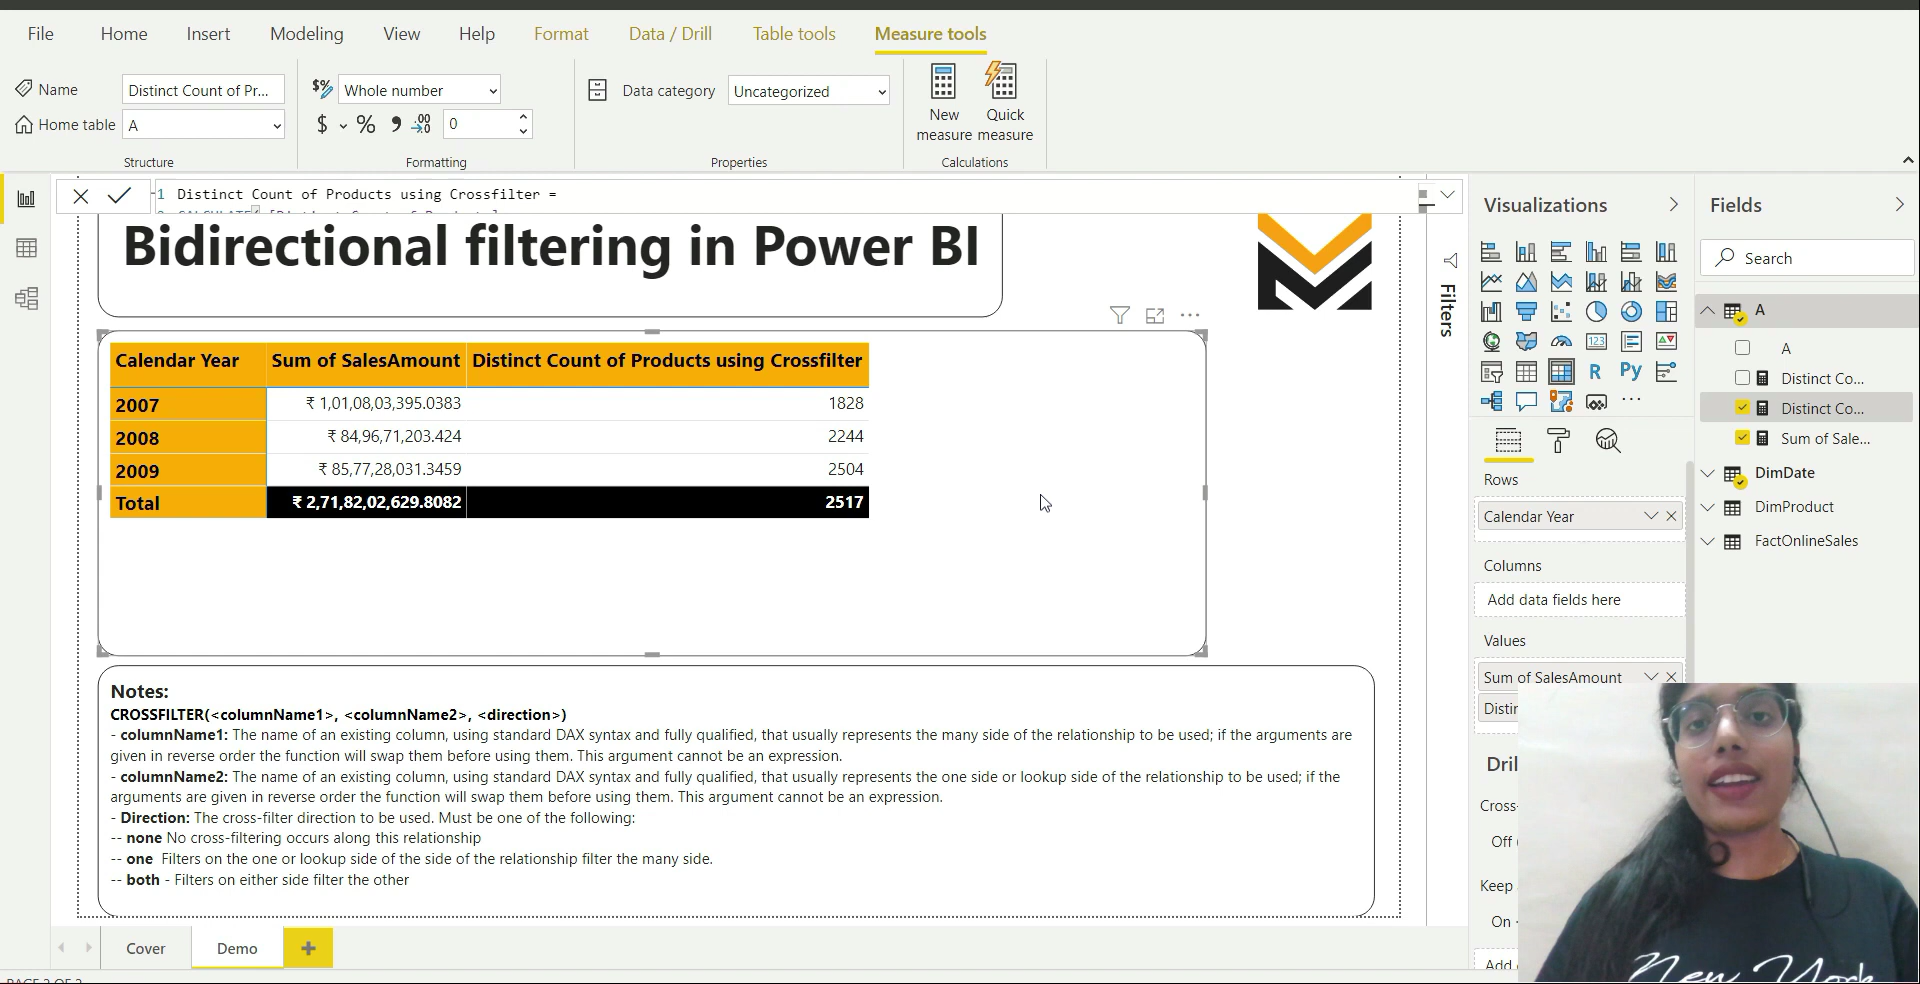 File Home Insert Modeling View Help Format Data / Drill Table tools Measure tools
Name Distinct Count of Pr... Whole number Data category Uncategorized New measure Quick measure
Home table A $ % , .00 0
Structure Formatting Properties Calculations
1 Distinct Count of Products using Crossfilter =
Bidirectional filtering in Power BI
Calendar Year Sum of SalesAmount Distinct Count of Products using Crossfilter
2007 ₹ 1,01,08,03,395.0383 1828
2008 ₹ 84,96,71,203.424 2244
2009 ₹ 85,77,28,031.3459 2504
Total ₹ 2,71,82,02,629.8082 2517
Notes:
CROSSFILTER(<columnName1>, <columnName2>, <direction>)
- columnName1: The name of an existing column, using standard DAX syntax and fully qualified, that usually represents the many side of the relationship to be used; if the arguments are
given in reverse order the function will swap them before using them. This argument cannot be an expression.
- columnName2: The name of an existing column, using standard DAX syntax and fully qualified, that usually represents the one side or lookup side of the relationship to be used; if the
arguments are given in reverse order the function will swap them before using them. This argument cannot be an expression.
- Direction: The cross-filter direction to be used. Must be one of the following:
-- none No cross-filtering occurs along this relationship
-- one Filters on the one or lookup side of the side of the relationship filter the many side.
-- both - Filters on either side filter the other
Filters
Visualizations
123
R Py
...
Rows
Calendar Year
Columns
Add data fields here
Values
Sum of SalesAmount
Distin
Dril
Cross-
Off
Keep
On
Add
Fields
Search
A
A
Distinct Co...
Distinct Co...
Sum of Sale...
DimDate
DimProduct
FactOnlineSales
Cover Demo +
New York